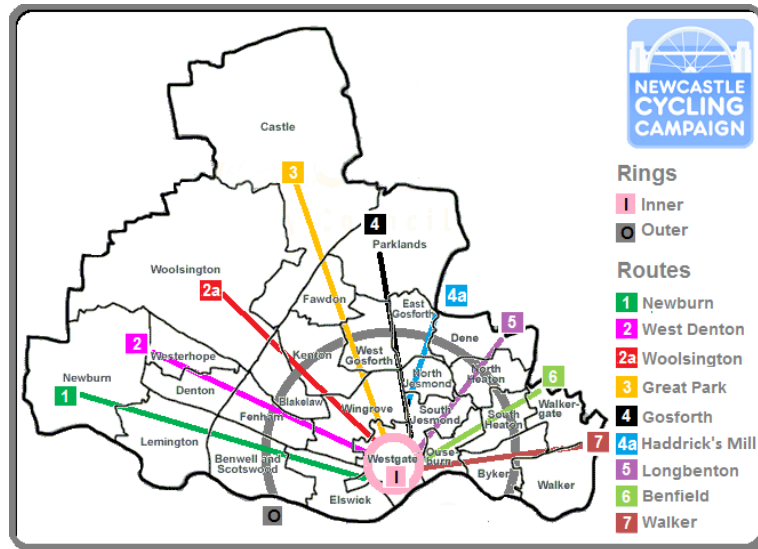 NEWCASTLE
CYCLING
CAMPAIGN
Rings
I Inner
O Outer
Routes
1 Newburn
2 West Denton
2a Woolsington
3 Great Park
4 Gosforth
4a Haddrick's Mill
5 Longbenton
6 Benfield
7 Walker
Castle
3
4
Parklands
Woolsington
2a
Fawdon
East
Gosforth
4a
5
Dene
2
Westerhope
Kenton
West
Gosforth
North
Jesmond
North
Heaton
6
Newburn
1
Denton
Blakelaw
Wingrove
Fenham
South
Jesmond
South
Heaton
Walker-
gate
Lemington
Benwell and
Scotswood
Westgate
Ouse
burn
7
I
Elswick
Byker
Walker
O